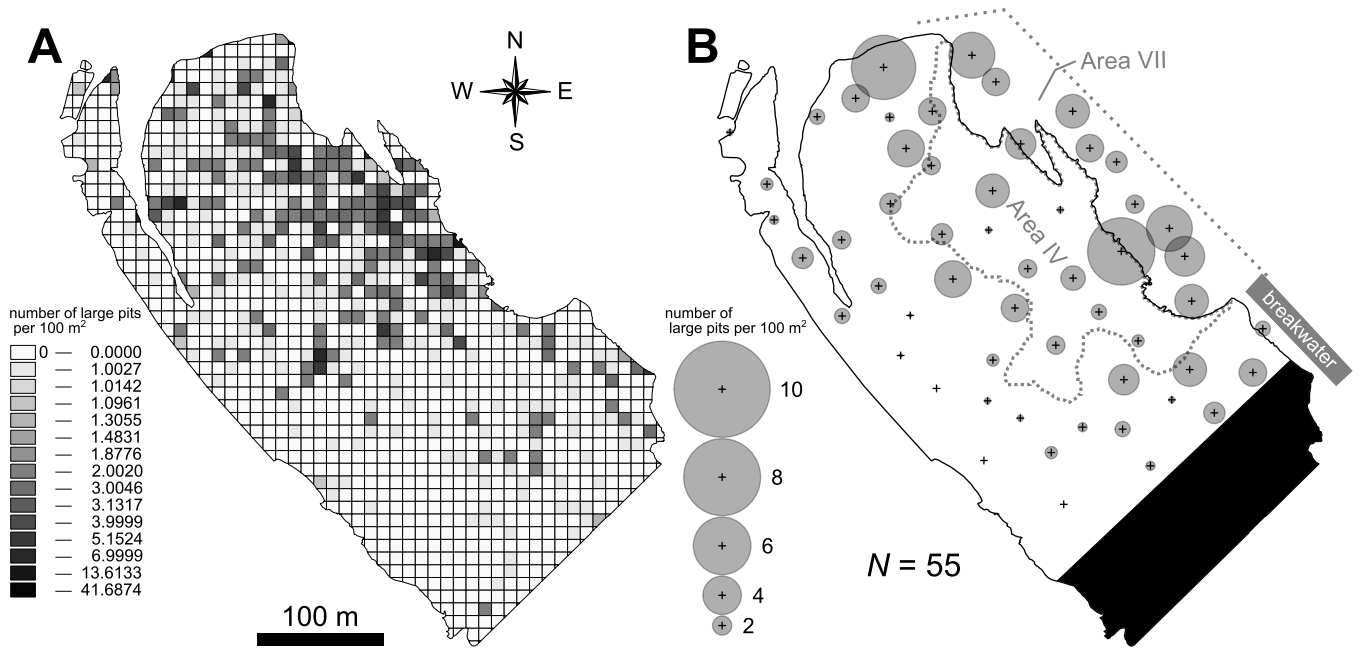 A
N
W E
S
number of large pits
per 100 m²
0 — 0.0000
— 1.0027
— 1.0142
— 1.0961
— 1.3055
— 1.4831
— 1.8776
— 2.0020
— 3.0046
— 3.1317
— 3.9999
— 5.1524
— 6.9999
— 13.6133
— 41.6874
100 m
B
Area VII
Area IV
breakwater
number of
large pits per 100 m²
10
8
6
4
2
N = 55